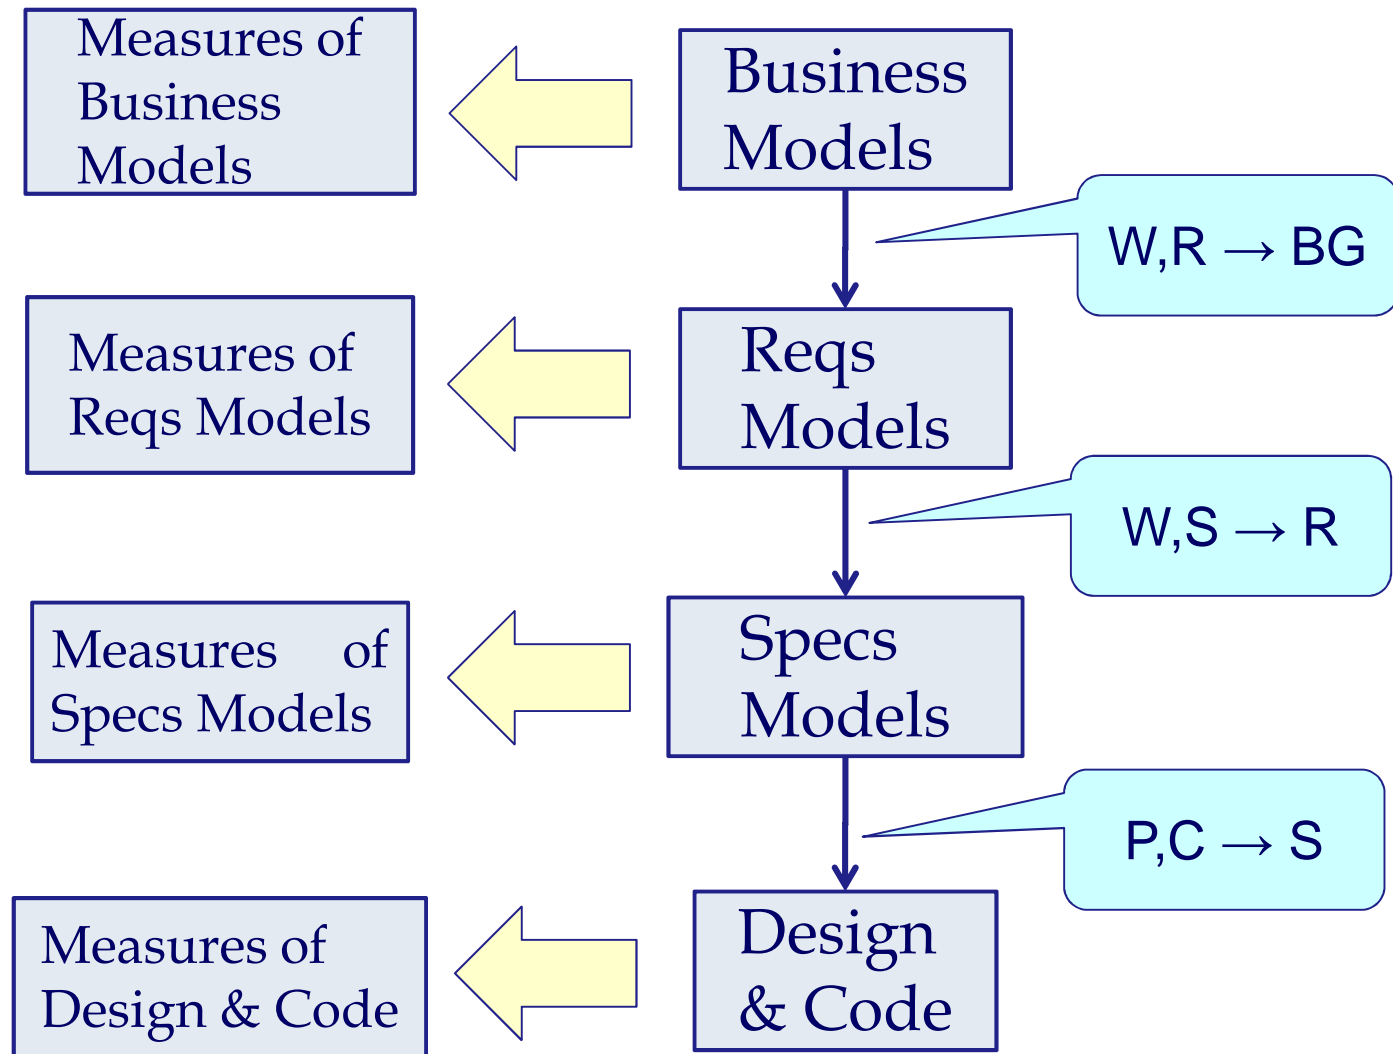 Measures of
Business
Models
Business
Models
W,R → BG
Measures of
Reqs Models
Reqs
Models
W,S → R
Measures of
Specs Models
Specs
Models
P,C → S
Measures of
Design & Code
Design
& Code